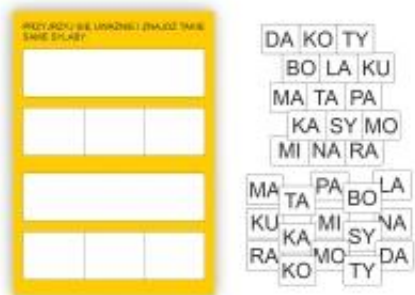 PRZYJRZYJ SIĘ UWAŻNIE I ZNAJDŹ TAKIE
SAME SYLABY
DA KO TY
BO LA KU
MA TA PA
KA SY MO
MI NA RA
MA TA PA BO LA
KU KA MI SY NA
RA KO MO TY DA